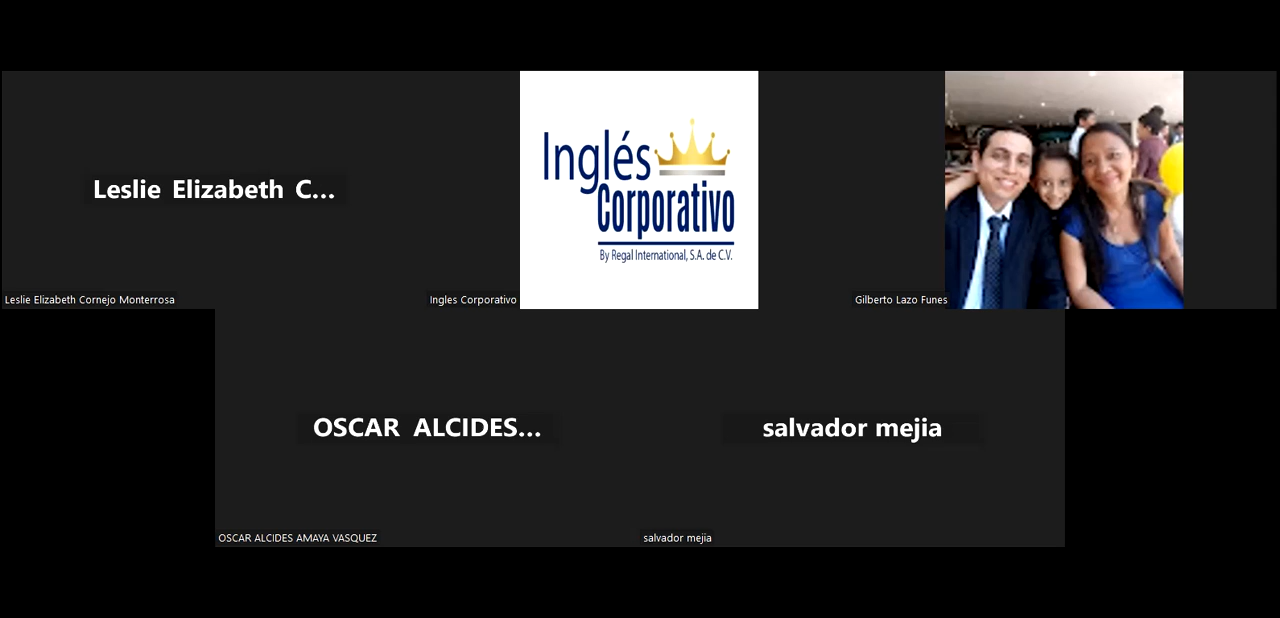 Leslie Elizabeth C...
Leslie Elizabeth Cornejo Monterrosa
Inglés
Corporativo
By Regal International, S.A. de C.V.
Ingles Corporativo
Gilberto Lazo Funes
OSCAR ALCIDES...
OSCAR ALCIDES AMAYA VASQUEZ
salvador mejia
salvador mejia